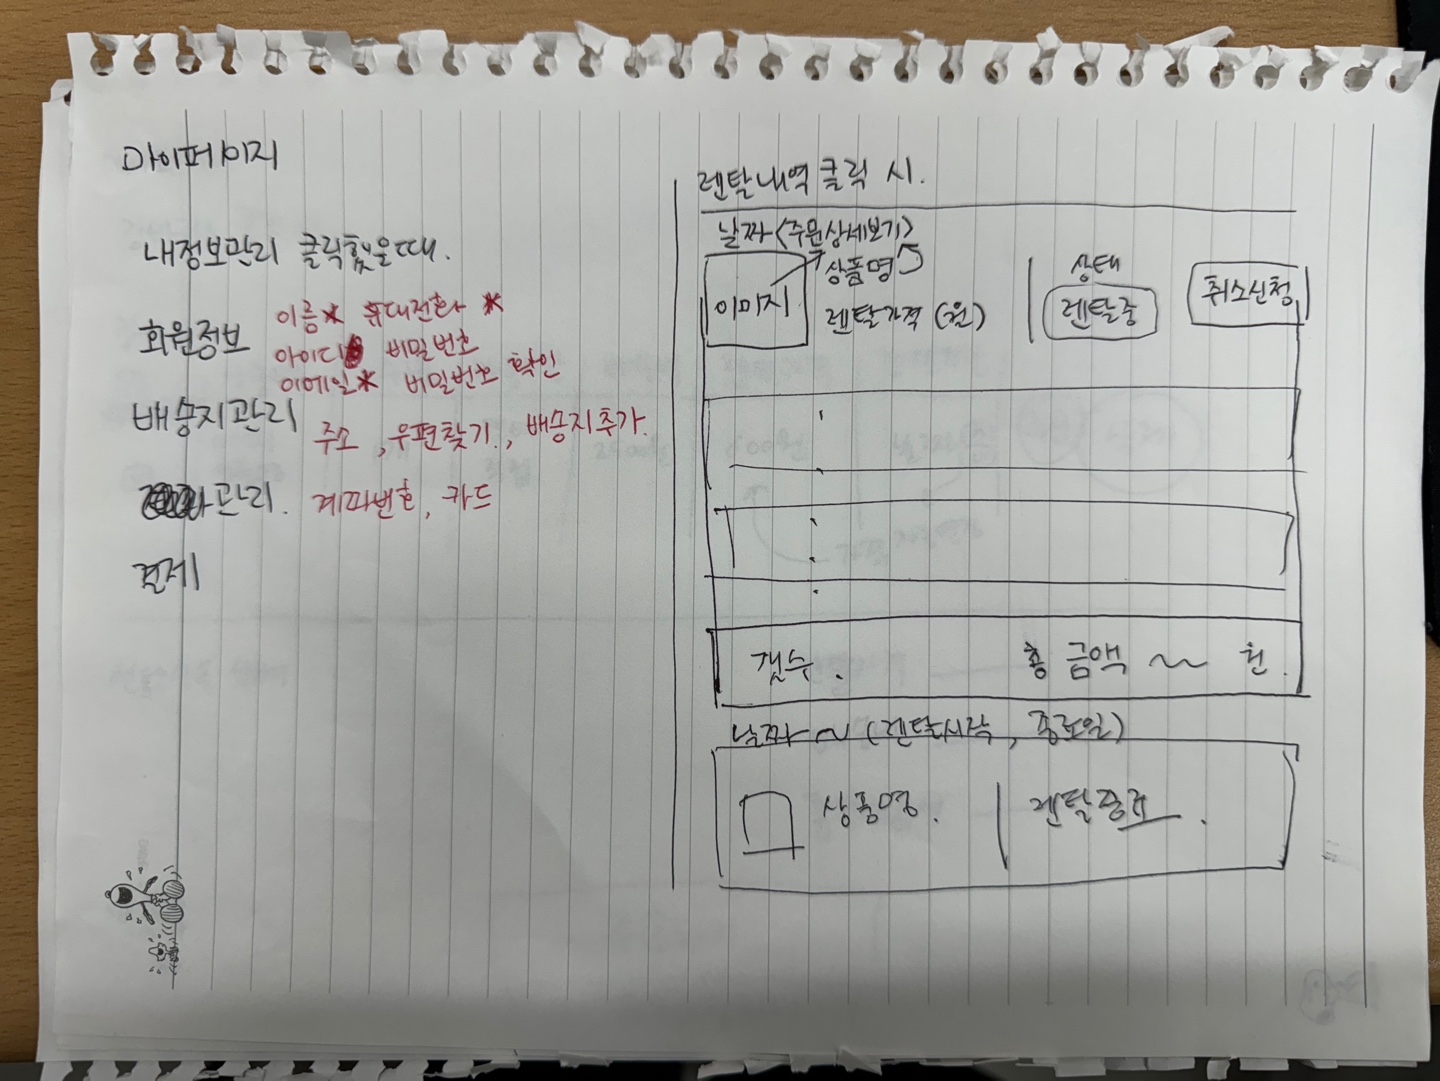 마이페이지
내정보관리 클릭했을때.
회원정보
이름* 휴대전화 *
아이디 비밀번호
이메일* 비밀번호 확인
배송지관리 주소, 우편찾기, 배송지추가.
관리. 계좌번호, 카드
결제
렌탈내역 클릭 시.
날짜 <주문상세보기>
이미지
상품명
렌탈가격 (원)
상태
렌탈중
취소신청
갯수.
총 금액 ~~ 원.
날짜 ~ (렌탈시작, 종료일)
상품명.
렌탈종료.